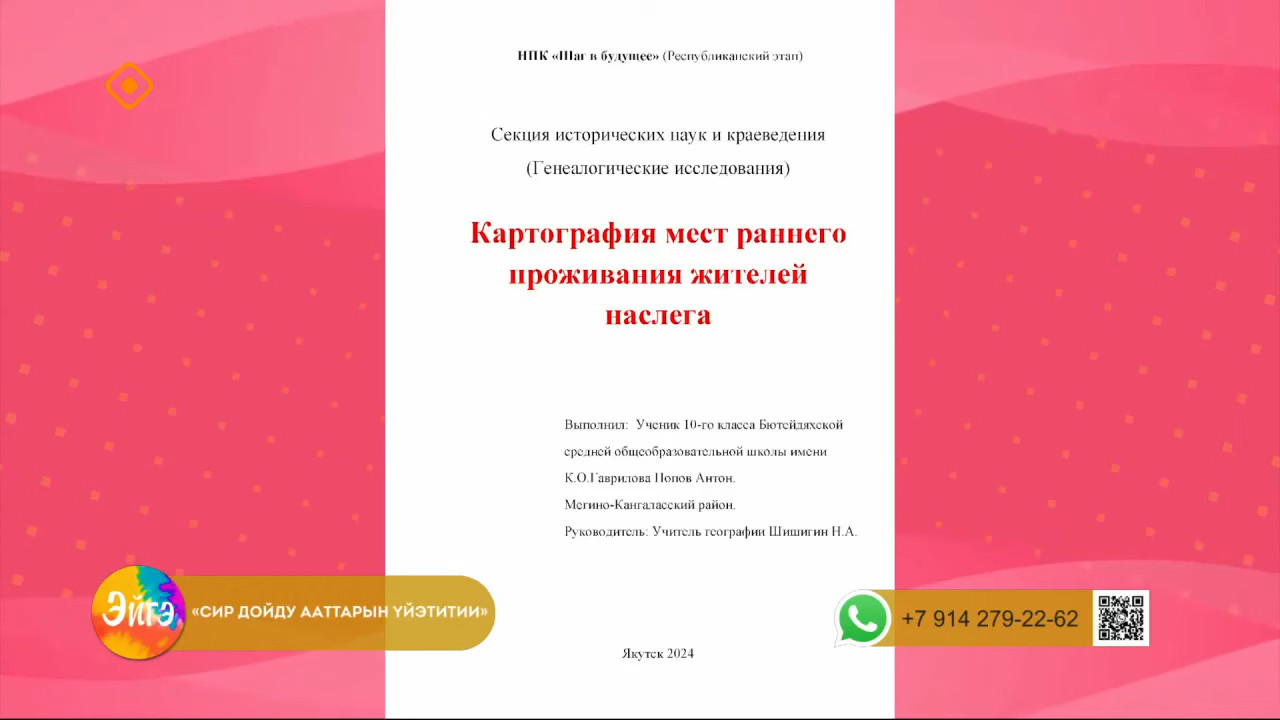 НПК «Шаг в будущее» (Республиканский этап)
Секция исторических наук и краеведения
(Генеалогические исследования)
Картография мест раннего
проживания жителей
наслега
Выполнил: Ученик 10-го класса Бютейдяхской
средней общеобразовательной школы имени
К.О.Гаврилова Попов Антон.
Мегино-Кангаласский район.
Руководитель: Учитель географии Шишигин Н.А.
Эйгэ
«СИР ДОЙДУ ААТТАРЫН ҮЙЭТИТИИ»
+7 914 279-22-62
Якутск 2024